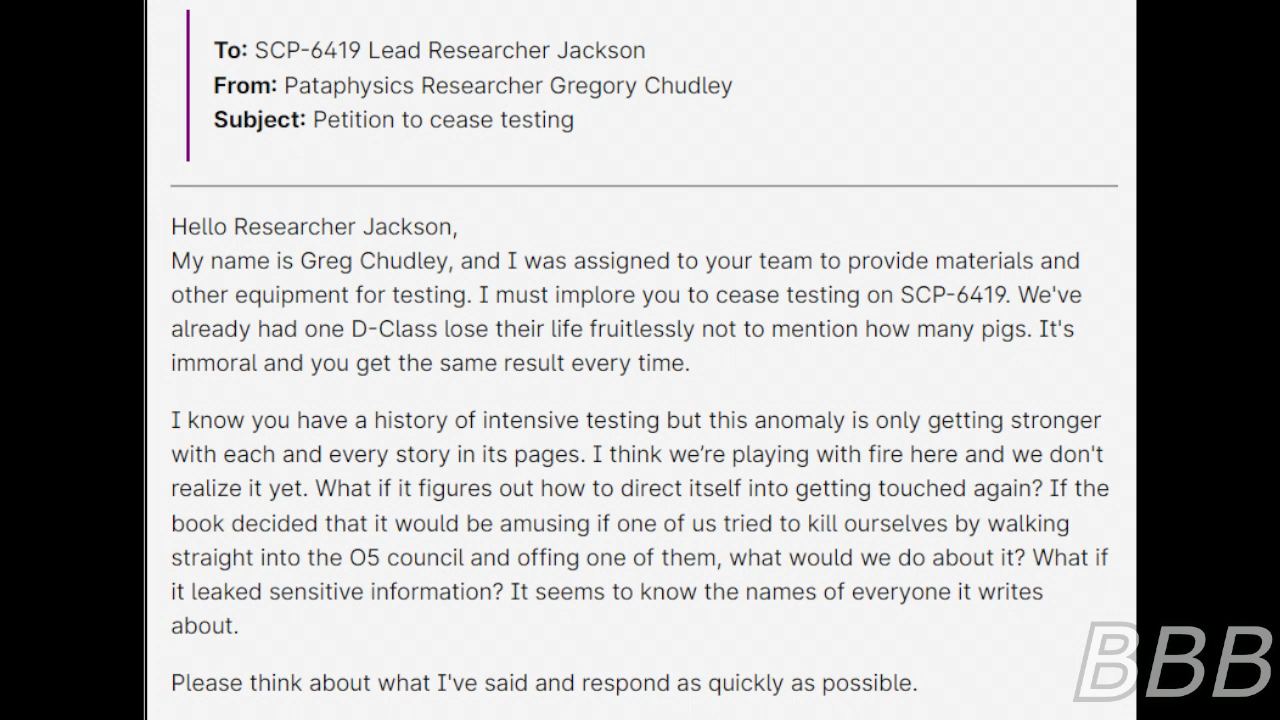 To: SCP-6419 Lead Researcher Jackson
From: Pataphysics Researcher Gregory Chudley
Subject: Petition to cease testing
Hello Researcher Jackson,
My name is Greg Chudley, and I was assigned to your team to provide materials and
other equipment for testing. I must implore you to cease testing on SCP-6419. We've
already had one D-Class lose their life fruitlessly not to mention how many pigs. It's
immoral and you get the same result every time.
I know you have a history of intensive testing but this anomaly is only getting stronger
with each and every story in its pages. I think we’re playing with fire here and we don't
realize it yet. What if it figures out how to direct itself into getting touched again? If the
book decided that it would be amusing if one of us tried to kill ourselves by walking
straight into the O5 council and offing one of them, what would we do about it? What if
it leaked sensitive information? It seems to know the names of everyone it writes
about.
Please think about what I've said and respond as quickly as possible.
BBB